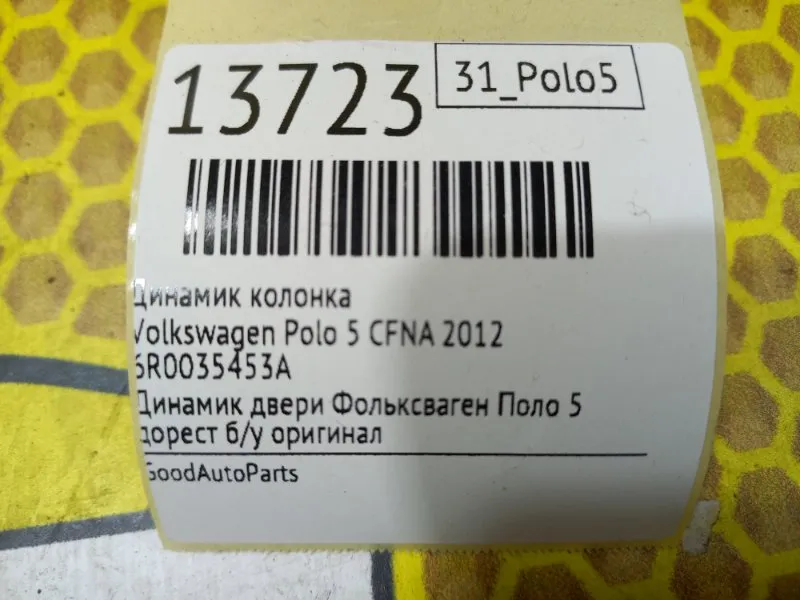 13723
31_Polo5
Динамик колонка
Volkswagen Polo 5 CFNA 2012
6R0035453A
Динамик двери Фольксваген Поло 5
дорест б/у оригинал
GoodAutoParts